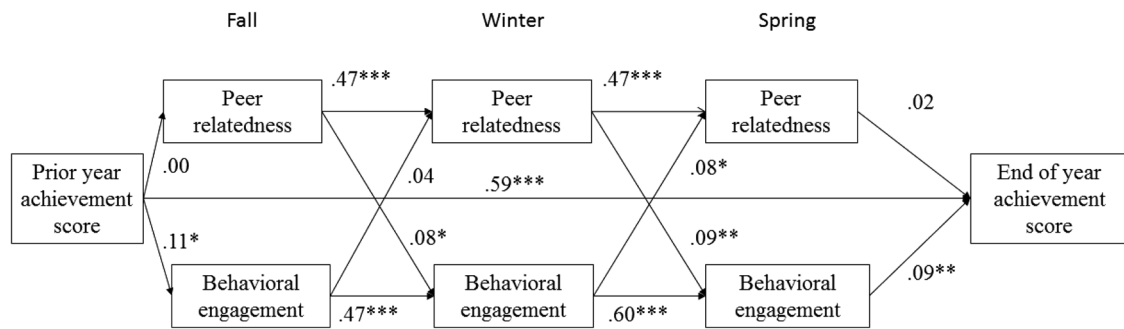 Fall
Winter
Spring
.47***
.47***
Peer
relatedness
Peer
relatedness
Peer
relatedness
.02
Prior year
achievement
score
.00
.04
.59***
.08*
End of year
achievement
score
.11*
.08*
.09**
.09**
Behavioral
engagement
Behavioral
engagement
Behavioral
engagement
.47***
.60***